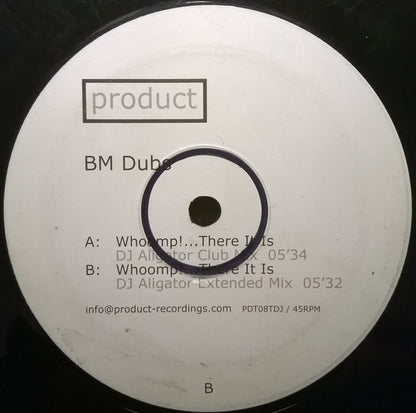 product
BM Dubs
A: Whoomp!...There It Is
DJ Aligator Club Mix 05'34
B: Whoomp!...There It Is
DJ Aligator Extended Mix 05'32
info@product-recordings.com PDT08TDJ / 45RPM
B